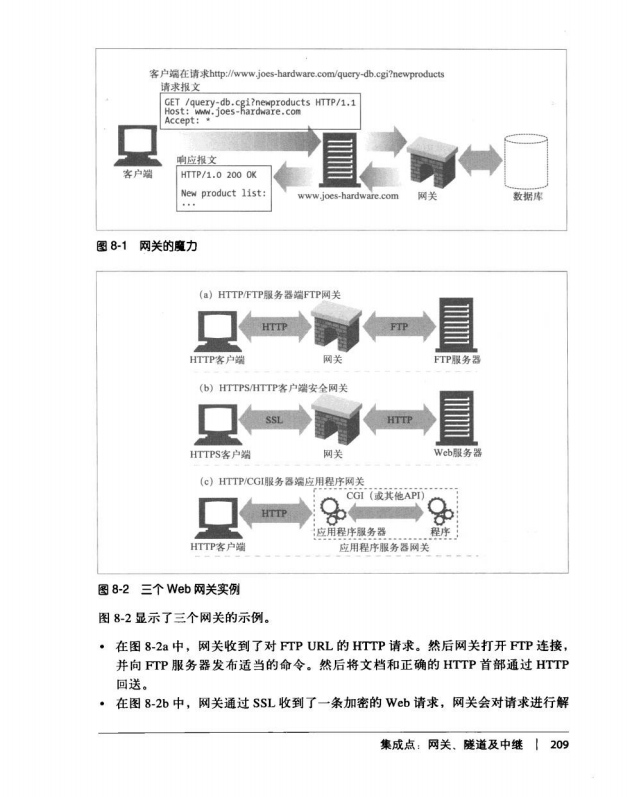 客户端在请求http://www.joes-hardware.com/query-db.cgi?newproducts
请求报文
GET /query-db.cgi?newproducts HTTP/1.1
Host: www.joes-hardware.com
Accept: *
响应报文
HTTP/1.0 200 OK
New product list:
...
客户端
www.joes-hardware.com
网关
数据库
图 8-1 网关的魔力
(a) HTTP/FTP服务器端FTP网关
HTTP
FTP
HTTP客户端
网关
FTP服务器
(b) HTTPS/HTTP客户端安全网关
SSL
HTTP
HTTPS客户端
网关
Web服务器
(c) HTTP/CGI服务器端应用程序网关
CGI（或其他API）
HTTP
应用程序服务器
程序
HTTP客户端
应用程序服务器网关
图 8-2 三个 Web 网关实例
图 8-2 显示了三个网关的示例。
• 在图 8-2a 中，网关收到了对 FTP URL 的 HTTP 请求。然后网关打开 FTP 连接，
并向 FTP 服务器发布适当的命令。然后将文档和正确的 HTTP 首部通过 HTTP
回送。
• 在图 8-2b 中，网关通过 SSL 收到了一条加密的 Web 请求，网关会对请求进行解
集成点：网关、隧道及中继 | 209